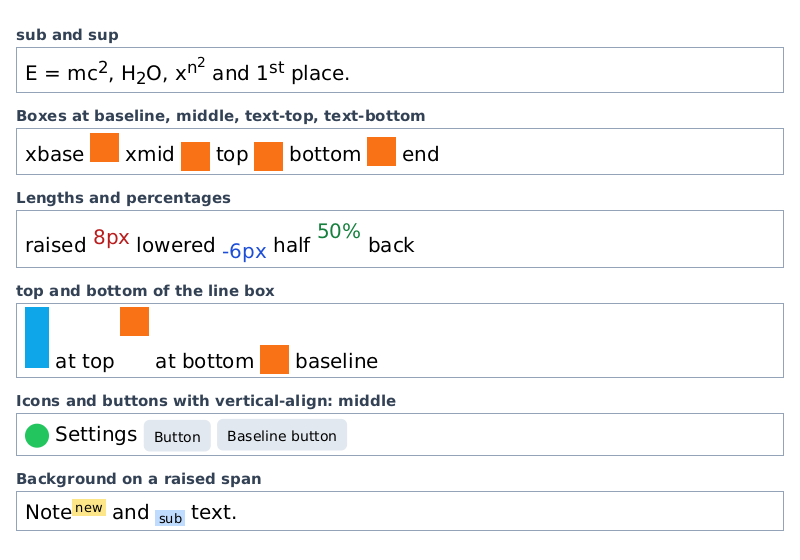 sub and sup
E = mc², H₂O, xⁿ² and 1ˢᵗ place.
Boxes at baseline, middle, text-top, text-bottom
xbase xmid top bottom end
Lengths and percentages
raised 8px lowered -6px half 50% back
top and bottom of the line box
at top at bottom baseline
Icons and buttons with vertical-align: middle
Settings Button Baseline button
Background on a raised span
Notenew and sub text.